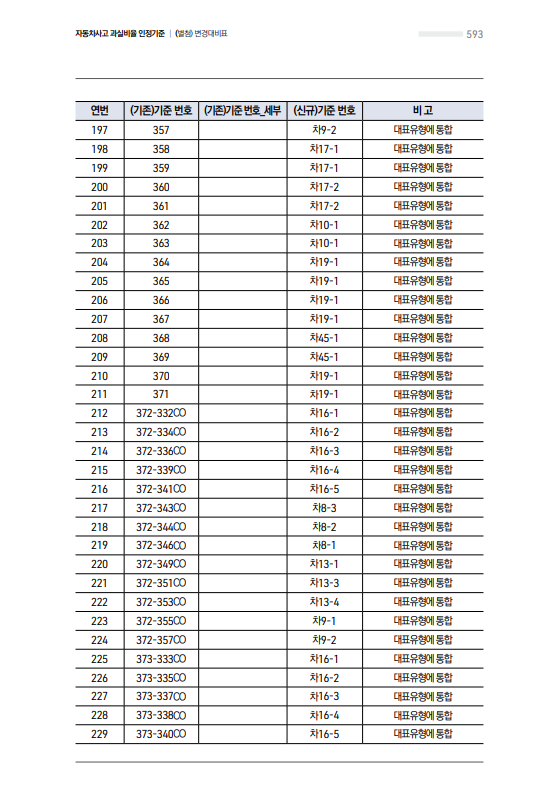 자동차사고 과실비율 인정기준 | (별첨) 변경대비표 593
연번 (기존)기준 번호 (기존)기준 번호_세부 (신규)기준 번호 비 고
197 357 차9-2 대표유형에 통합
198 358 차17-1 대표유형에 통합
199 359 차17-1 대표유형에 통합
200 360 차17-2 대표유형에 통합
201 361 차17-2 대표유형에 통합
202 362 차10-1 대표유형에 통합
203 363 차10-1 대표유형에 통합
204 364 차19-1 대표유형에 통합
205 365 차19-1 대표유형에 통합
206 366 차19-1 대표유형에 통합
207 367 차19-1 대표유형에 통합
208 368 차45-1 대표유형에 통합
209 369 차45-1 대표유형에 통합
210 370 차19-1 대표유형에 통합
211 371 차19-1 대표유형에 통합
212 372-332○○ 차16-1 대표유형에 통합
213 372-334○○ 차16-2 대표유형에 통합
214 372-336○○ 차16-3 대표유형에 통합
215 372-339○○ 차16-4 대표유형에 통합
216 372-341○○ 차16-5 대표유형에 통합
217 372-343○○ 차8-3 대표유형에 통합
218 372-344○○ 차8-2 대표유형에 통합
219 372-346○○ 차8-1 대표유형에 통합
220 372-349○○ 차13-1 대표유형에 통합
221 372-351○○ 차13-3 대표유형에 통합
222 372-353○○ 차13-4 대표유형에 통합
223 372-355○○ 차9-1 대표유형에 통합
224 372-357○○ 차9-2 대표유형에 통합
225 373-333○○ 차16-1 대표유형에 통합
226 373-335○○ 차16-2 대표유형에 통합
227 373-337○○ 차16-3 대표유형에 통합
228 373-338○○ 차16-4 대표유형에 통합
229 373-340○○ 차16-5 대표유형에 통합